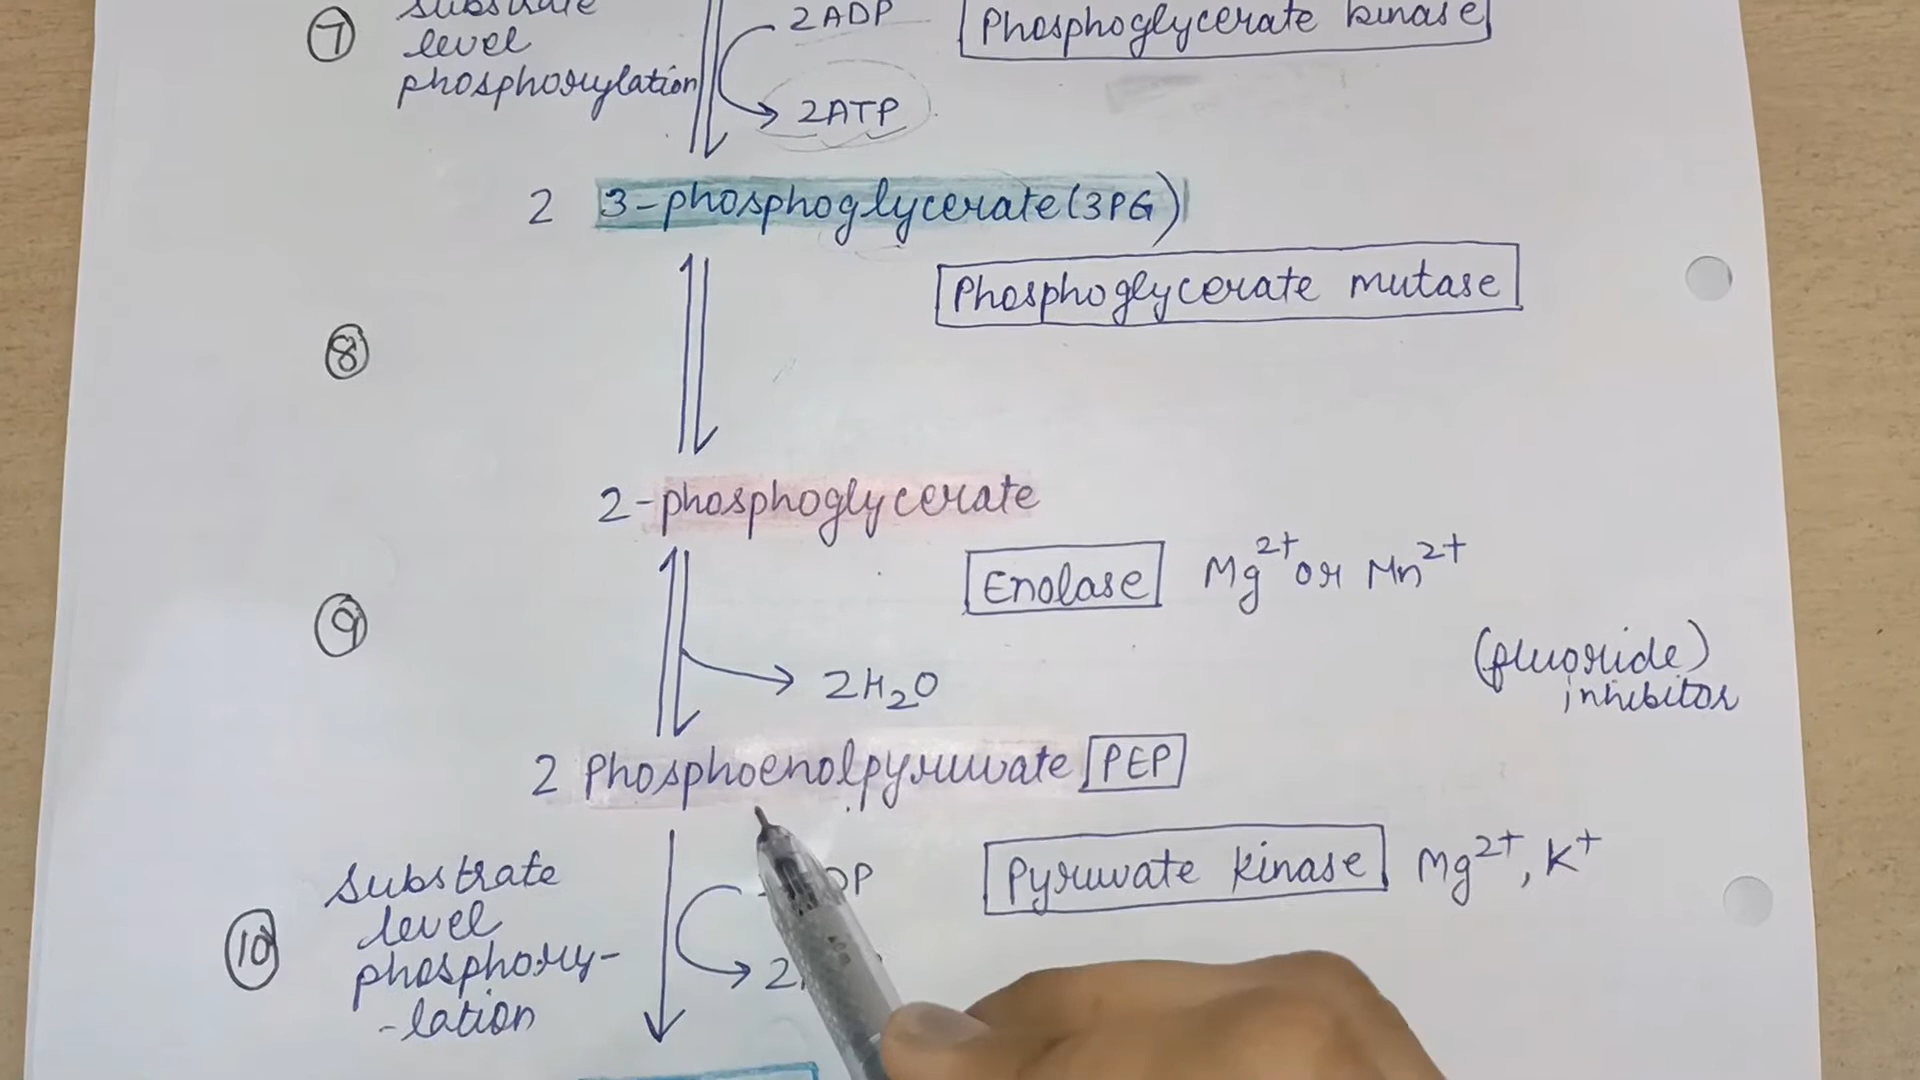 7
substrate
level
phosphorylation
2ADP
2ATP
Phosphoglycerate kinase
2 3-phosphoglycerate (3PG)
8
Phosphoglycerate mutase
2-phosphoglycerate
9
Enolase Mg2+ or Mn2+
(fluoride)
inhibitor
2H2O
2 Phosphoenolpyruvate PEP
10
Substrate
level
phosphory-
-lation
Pyruvate kinase Mg2+, K+